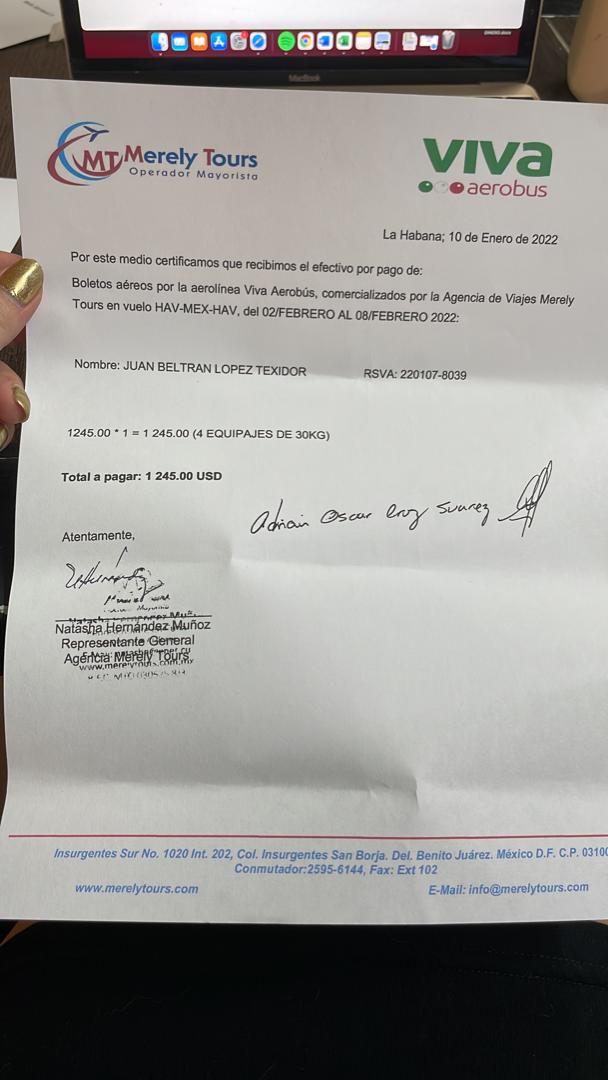 MacBook
MT Merely Tours
Operador Mayorista
viva
aerobus
La Habana; 10 de Enero de 2022
Por este medio certificamos que recibimos el efectivo por pago de:
Boletos aéreos por la aerolínea Viva Aerobús, comercializados por la Agencia de Viajes Merely
Tours en vuelo HAV-MEX-HAV, del 02/FEBRERO AL 08/FEBRERO 2022:
Nombre: JUAN BELTRAN LOPEZ TEXIDOR RSVA: 220107-8039
1245.00 * 1 = 1 245.00 (4 EQUIPAJES DE 30KG)
Total a pagar: 1 245.00 USD
Adrian Oscar Cruz Suarez
Atentamente,
Natasha Hernández Muñoz
Representante General
Agencia Merely Tours
www.merelytours.com.mx
Insurgentes Sur No. 1020 Int. 202, Col. Insurgentes San Borja. Del. Benito Juárez. México D.F. C.P. 03100
Conmutador:2595-6144, Fax: Ext 102
www.merelytours.com E-Mail: info@merelytours.com